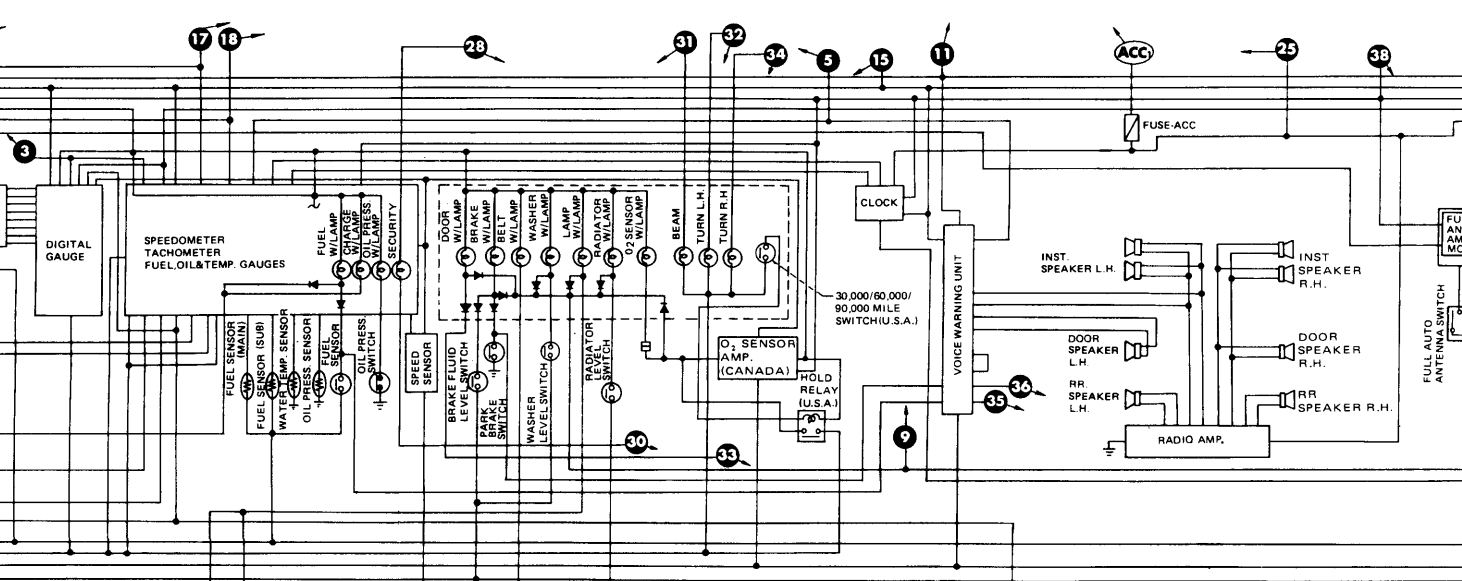 17
18
28
31
32
34
5
15
11
ACC
25
38
3
FUSE-ACC
DIGITAL
GAUGE
SPEEDOMETER
TACHOMETER
FUEL,OIL&TEMP. GAUGES
FUEL
W/LAMP
CHARGE
W/LAMP
OIL PRESS.
W/LAMP
SECURITY
DOOR
W/LAMP
BRAKE
W/LAMP
BELT
W/LAMP
WASHER
W/LAMP
LAMP
W/LAMP
RADIATOR
W/LAMP
O2 SENSOR
W/LAMP
BEAM
TURN L.H.
TURN R.H
CLOCK
VOICE WARNING UNIT
30,000/60,000/
90,000 MILE
SWITCH(U.S.A.)
INST.
SPEAKER L.H.
INST
SPEAKER
R.H.
FUEL SENSOR
(MAIN)
FUEL SENSOR (SUB)
WATER TEMP. SENSOR
OIL PRESS. SENSOR
FUEL
SENSOR
OIL PRESS.
SWITCH
SPEED
SENSOR
BRAKE FLUID
LEVEL SWITCH
PARK
BRAKE
SWITCH
WASHER
LEVEL SWITCH
RADIATOR
LEVEL
SWITCH
O2 SENSOR
AMP.
(CANADA)
HOLD
RELAY
(U.S.A.)
DOOR
SPEAKER
L.H.
DOOR
SPEAKER
R.H.
RR.
SPEAKER
L.H.
RR
SPEAKER R.H.
RADIO AMP.
FULL AUTO
ANTENNA SWITCH
FU
AN
AM
MO
36
35
9
30
33